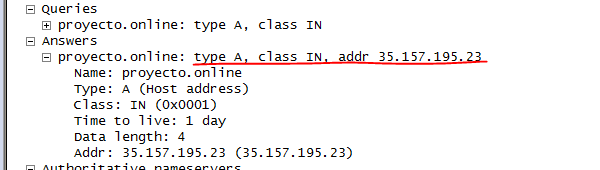 Queries
proyecto.online: type A, class IN
Answers
proyecto.online: type A, class IN, addr 35.157.195.23
Name: proyecto.online
Type: A (Host address)
Class: IN (0x0001)
Time to live: 1 day
Data length: 4
Addr: 35.157.195.23 (35.157.195.23)
Authoritative nameservers